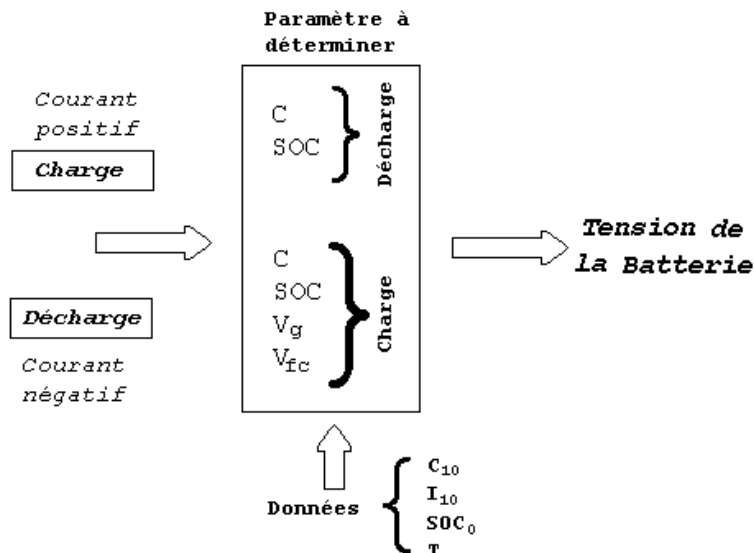 Paramètre à
déterminer
Courant
positif
Charge
Décharge
Courant
négatif
C
SOC
Décharge
C
SOC
Vg
Vfc
Charge
Tension de
la Batterie
Données
C10
I10
SOC0
T